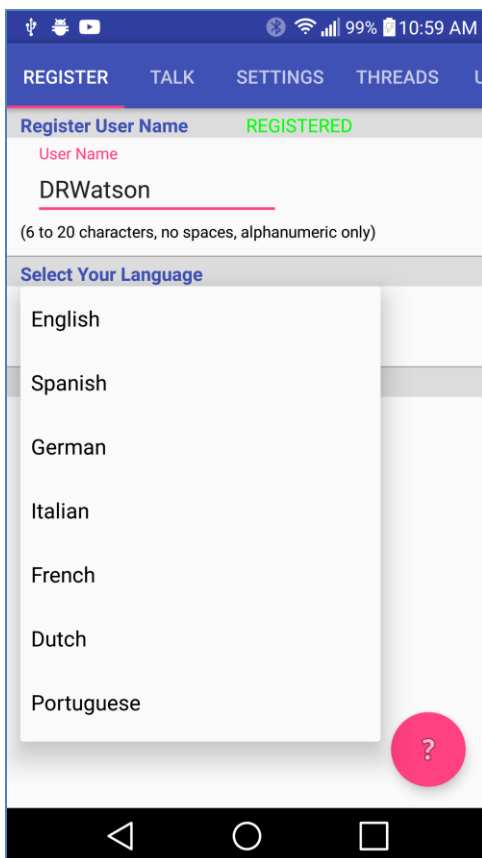 99% 10:59 AM
REGISTER TALK SETTINGS THREADS U
Register User Name REGISTERED
User Name
DRWatson
(6 to 20 characters, no spaces, alphanumeric only)
Select Your Language
English
Spanish
German
Italian
French
Dutch
Portuguese
?